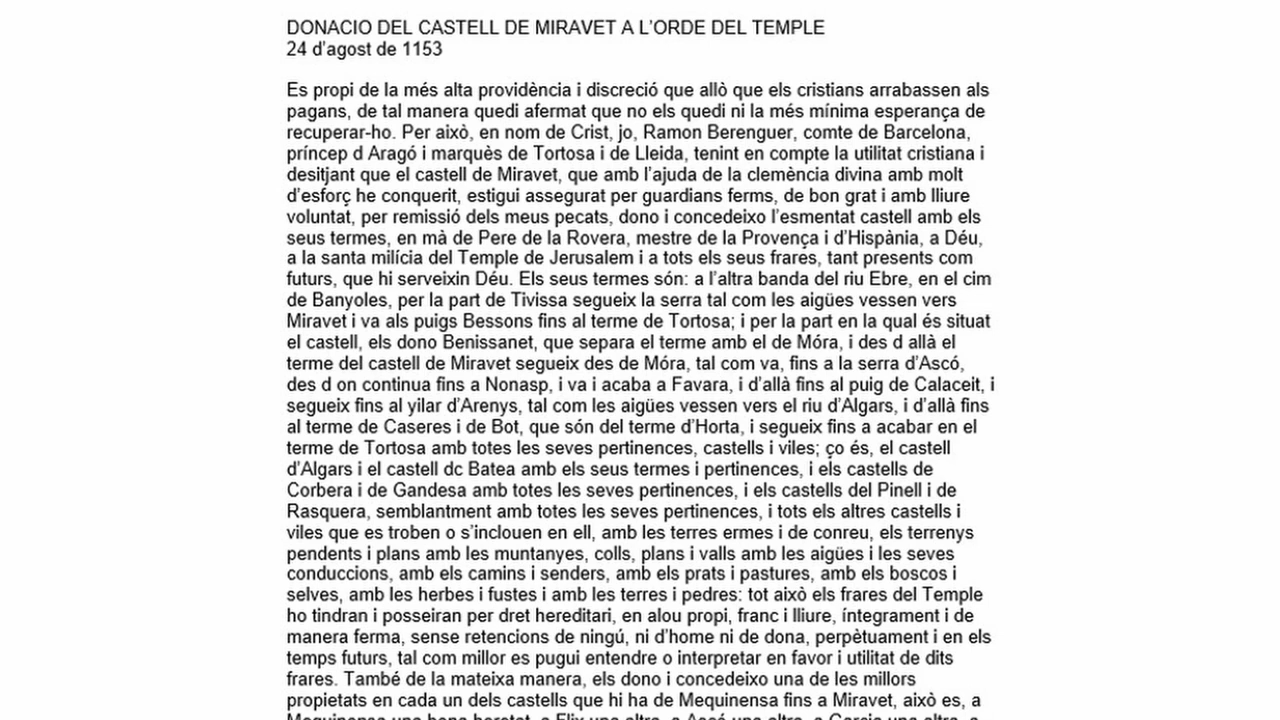 DONACIO DEL CASTELL DE MIRAVET A L’ORDE DEL TEMPLE
24 d’agost de 1153
Es propi de la més alta providència i discreció que allò que els cristians arrabassen als
pagans, de tal manera quedi afermat que no els quedi ni la més mínima esperança de
recuperar-ho. Per això, en nom de Crist, jo, Ramon Berenguer, comte de Barcelona,
príncep d Aragó i marquès de Tortosa i de Lleida, tenint en compte la utilitat cristiana i
desitjant que el castell de Miravet, que amb l’ajuda de la clemència divina amb molt
d’esforç he conquerit, estigui assegurat per guardians ferms, de bon grat i amb lliure
voluntat, per remissió dels meus pecats, dono i concedeixo l’esmentat castell amb els
seus termes, en mà de Pere de la Rovera, mestre de la Provença i d’Hispània, a Déu,
a la santa milícia del Temple de Jerusalem i a tots els seus frares, tant presents com
futurs, que hi serveixin Déu. Els seus termes són: a l’altra banda del riu Ebre, en el cim
de Banyoles, per la part de Tivissa segueix la serra tal com les aigües vessen vers
Miravet i va als puigs Bessons fins al terme de Tortosa; i per la part en la qual és situat
el castell, els dono Benissanet, que separa el terme amb el de Móra, i des d allà el
terme del castell de Miravet segueix des de Móra, tal com va, fins a la serra d’Ascó,
des d on continua fins a Nonasp, i va i acaba a Favara, i d’allà fins al puig de Calaceit, i
segueix fins al yilar d’Arenys, tal com les aigües vessen vers el riu d’Algars, i d’allà fins
al terme de Caseres i de Bot, que són del terme d’Horta, i segueix fins a acabar en el
terme de Tortosa amb totes les seves pertinences, castells i viles; ço és, el castell
d’Algars i el castell dc Batea amb els seus termes i pertinences, i els castells de
Corbera i de Gandesa amb totes les seves pertinences, i els castells del Pinell i de
Rasquera, semblantment amb totes les seves pertinences, i tots els altres castells i
viles que es troben o s’inclouen en ell, amb les terres ermes i de conreu, els terrenys
pendents i plans amb les muntanyes, colls, plans i valls amb les aigües i les seves
conduccions, amb els camins i senders, amb els prats i pastures, amb els boscos i
selves, amb les herbes i fustes i amb les terres i pedres: tot això els frares del Temple
ho tindran i posseiran per dret hereditari, en alou propi, franc i lliure, íntegrament i de
manera ferma, sense retencions de ningú, ni d’home ni de dona, perpètuament i en els
temps futurs, tal com millor es pugui entendre o interpretar en favor i utilitat de dits
frares. També de la mateixa manera, els dono i concedeixo una de les millors
propietats en cada un dels castells que hi ha de Mequinensa fins a Miravet, això es, a
Mequinensa una bona heretat, a Flix una altra, a Ascó una altra, a Garcia una altra, a